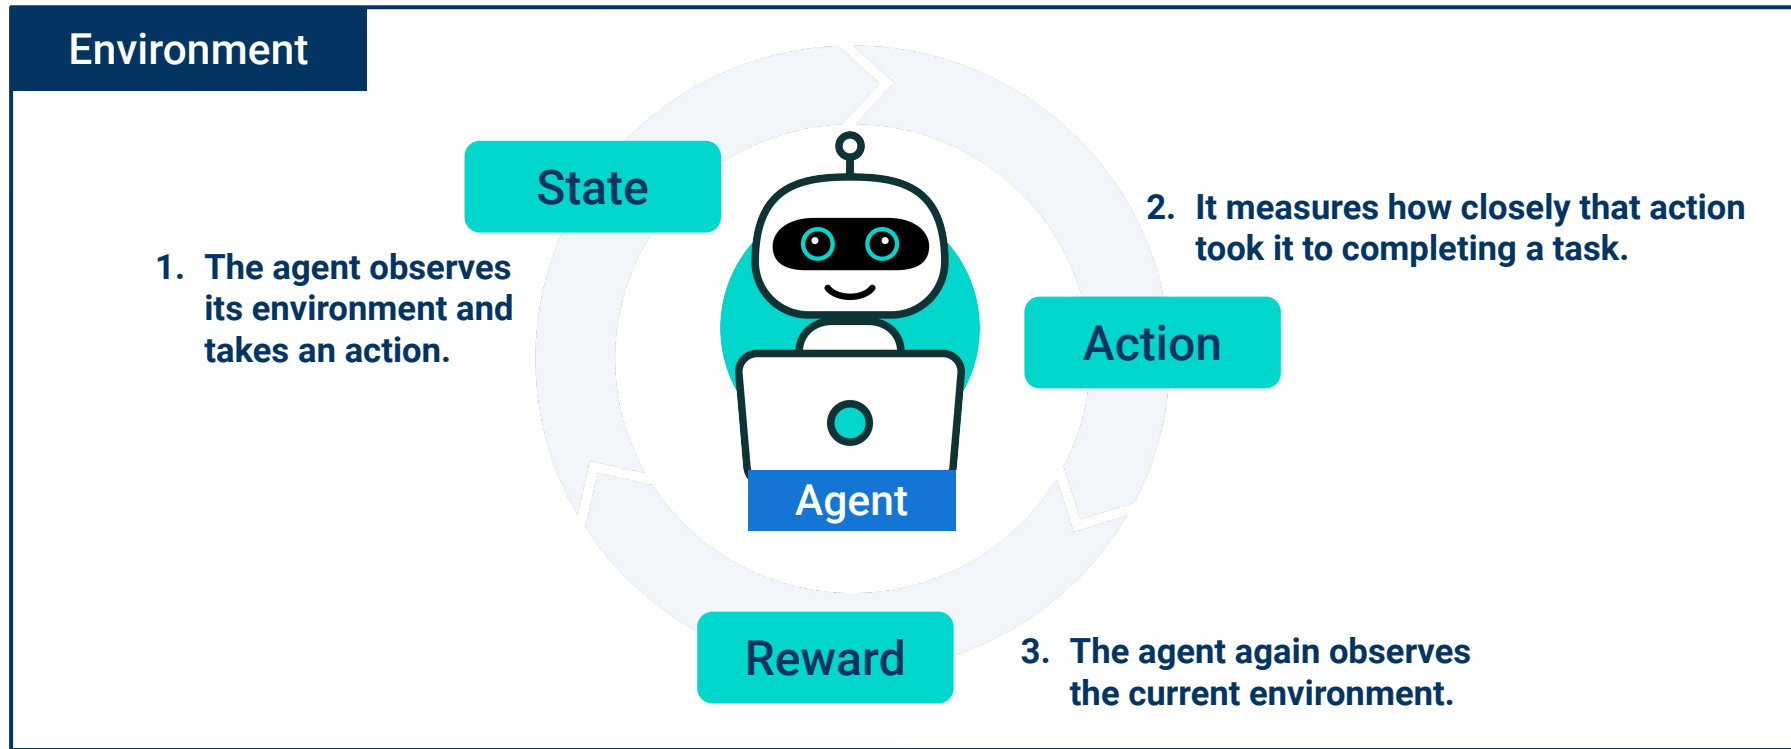 Environment
State
1. The agent observes
its environment and
takes an action.
2. It measures how closely that action
took it to completing a task.
Action
Agent
Reward
3. The agent again observes
the current environment.